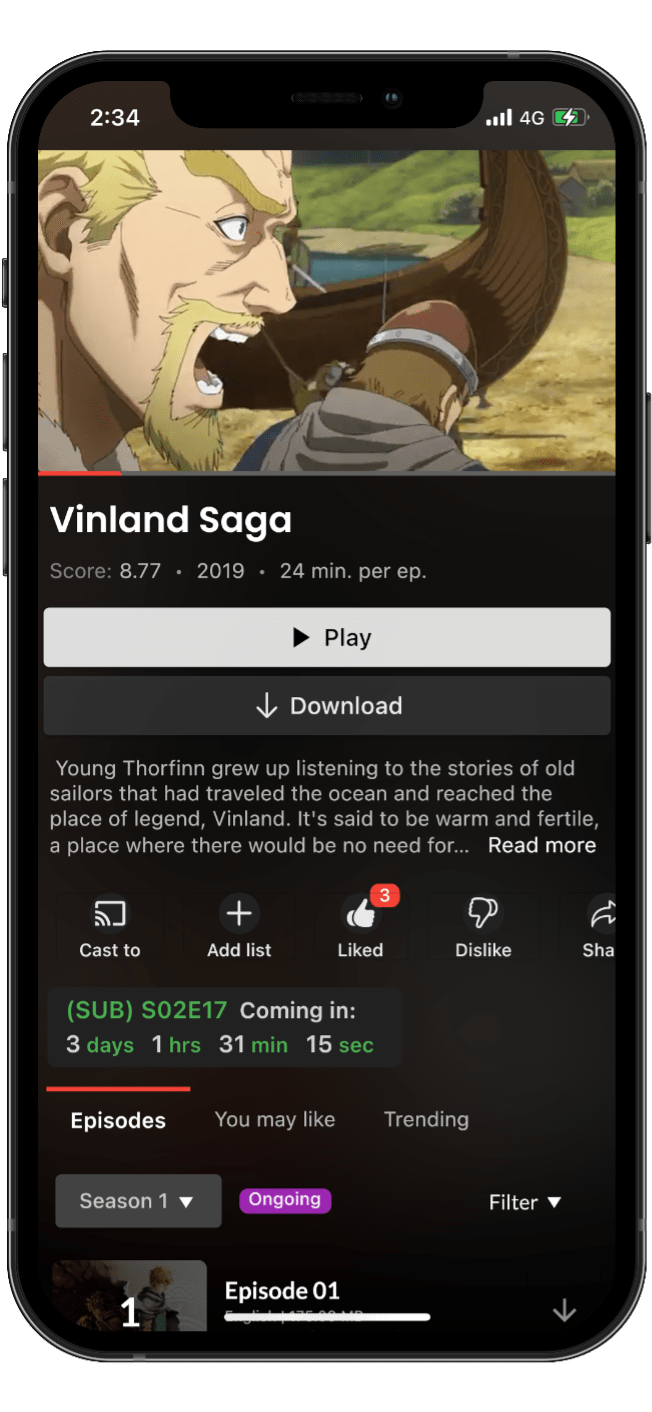 2:34 4G
Vinland Saga
Score: 8.77 • 2019 • 24 min. per ep.
Play
Download
Young Thorfinn grew up listening to the stories of old
sailors that had traveled the ocean and reached the
place of legend, Vinland. It's said to be warm and fertile,
a place where there would be no need for... Read more
3
Cast to Add list Liked Dislike Sha
(SUB) S02E17 Coming in:
3 days 1 hrs 31 min 15 sec
Episodes You may like Trending
Season 1 Ongoing Filter
1 Episode 01
English |